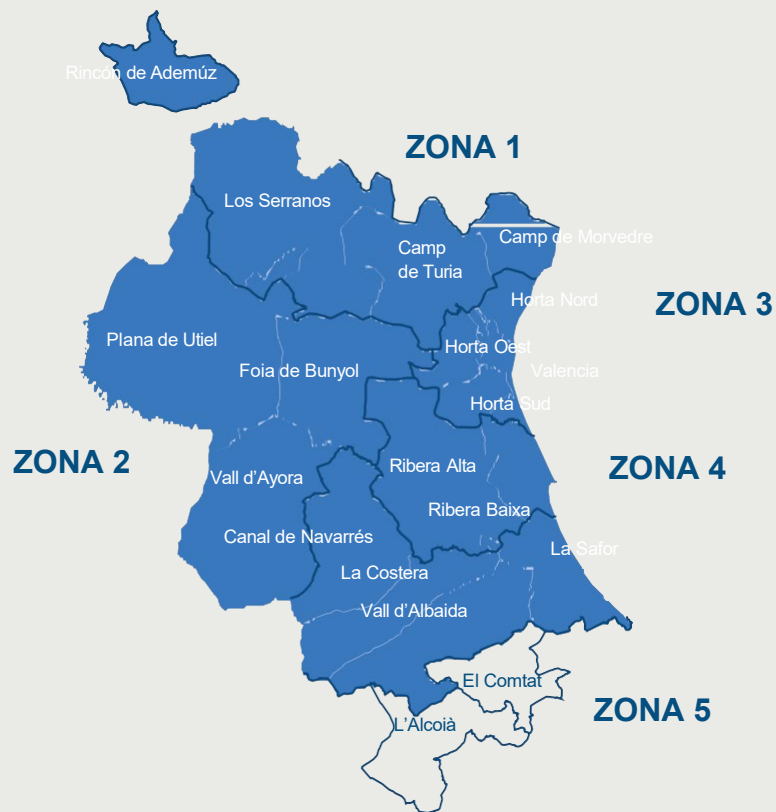 Rincón de Ademúz
ZONA 1
Los Serranos
Camp de Morvedre
Camp
de Turia
Horta Nord
ZONA 3
Plana de Utiel
Horta Oest
Foia de Bunyol
Valencia
Horta Sud
ZONA 2
Ribera Alta
ZONA 4
Vall d'Ayora
Ribera Baixa
Canal de Navarrés
La Safor
La Costera
Vall d'Albaida
El Comtat
ZONA 5
L'Alcoià